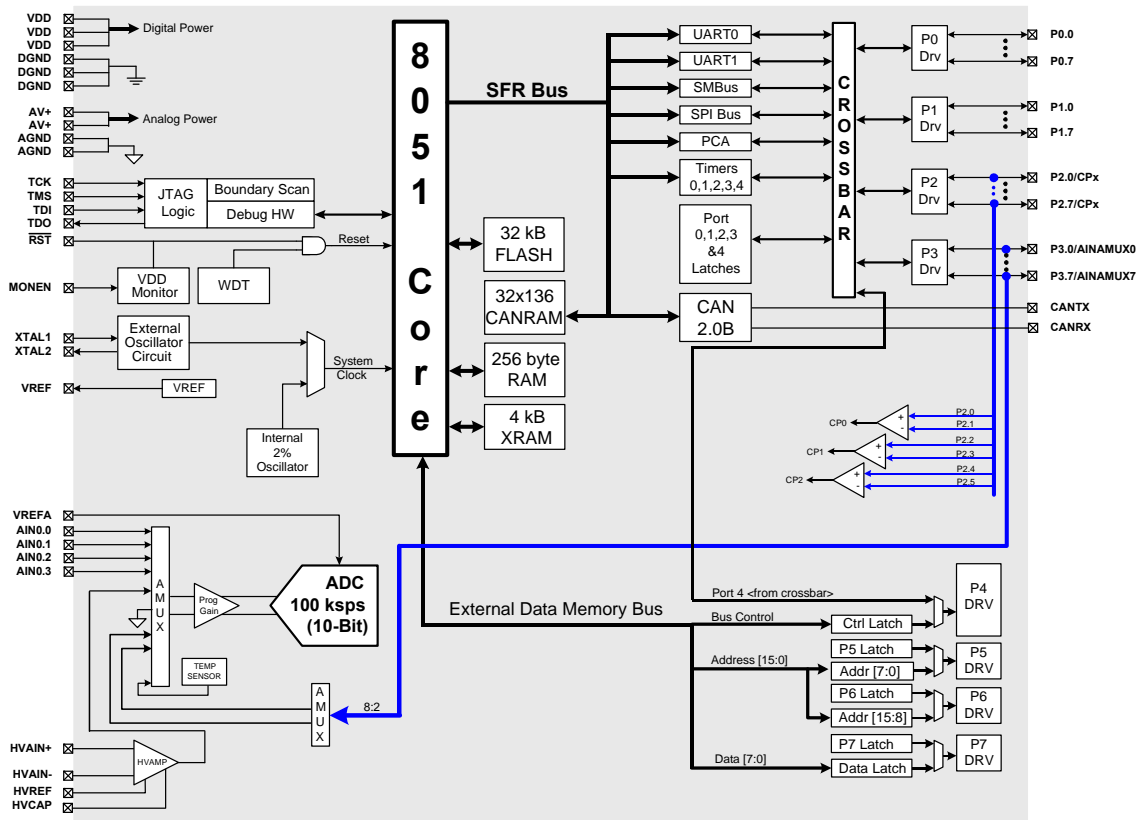 VDD
VDD
VDD
DGND
DGND
DGND
Digital Power
AV+
AV+
AGND
AGND
Analog Power
TCK
TMS
TDI
TDO
JTAG
Logic
Boundary Scan
Debug HW
RST
Reset
MONEN
VDD
Monitor
WDT
XTAL1
XTAL2
External
Oscillator
Circuit
System
Clock
VREF
VREF
Internal
2%
Oscillator
8
0
5
1
C
o
r
e
SFR Bus
32 kB
FLASH
32x136
CANRAM
256 byte
RAM
4 kB
XRAM
UART0
UART1
SMBus
SPI Bus
PCA
Timers
0,1,2,3,4
Port
0,1,2,3
&4
Latches
CAN
2.0B
C
R
O
S
S
B
A
R
P0
Drv
P1
Drv
P2
Drv
P3
Drv
P0.0
P0.7
P1.0
P1.7
P2.0/CPx
P2.7/CPx
P3.0/AINAMUX0
P3.7/AINAMUX7
CANTX
CANRX
CP0
+
-
P2.0
P2.1
CP1
+
-
P2.2
P2.3
CP2
+
-
P2.4
P2.5
VREFA
AIN0.0
AIN0.1
AIN0.2
AIN0.3
A
M
U
X
Prog
Gain
ADC
100 ksps
(10-Bit)
TEMP
SENSOR
A
M
U
X
8:2
HVAIN+
HVAIN-
HVREF
HVCAP
HVAMP
External Data Memory Bus
Port 4 <from crossbar>
Bus Control
Ctrl Latch
P4
DRV
Address [15:0]
P5 Latch
Addr [7:0]
P5
DRV
P6 Latch
Addr [15:8]
P6
DRV
Data [7:0]
P7 Latch
Data Latch
P7
DRV